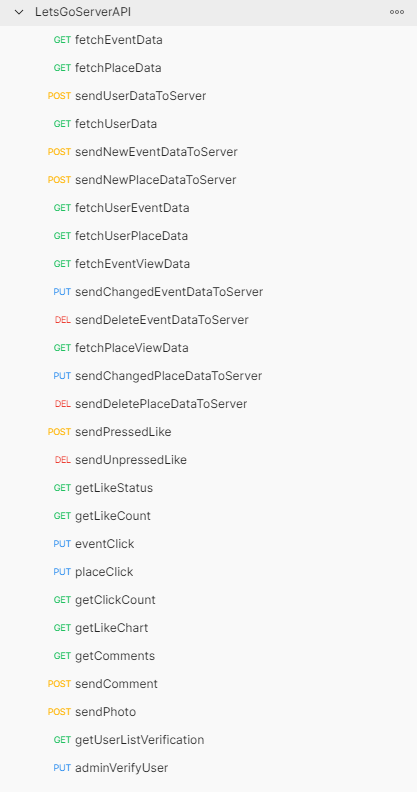 LetsGoServerAPI
GET fetchEventData
GET fetchPlaceData
POST sendUserDataToServer
GET fetchUserData
POST sendNewEventDataToServer
POST sendNewPlaceDataToServer
GET fetchUserEventData
GET fetchUserPlaceData
GET fetchEventViewData
PUT sendChangedEventDataToServer
DEL sendDeleteEventDataToServer
GET fetchPlaceViewData
PUT sendChangedPlaceDataToServer
DEL sendDeletePlaceDataToServer
POST sendPressedLike
DEL sendUnpressedLike
GET getLikeStatus
GET getLikeCount
PUT eventClick
PUT placeClick
GET getClickCount
GET getLikeChart
GET getComments
POST sendComment
POST sendPhoto
GET getUserListVerification
PUT adminVerifyUser